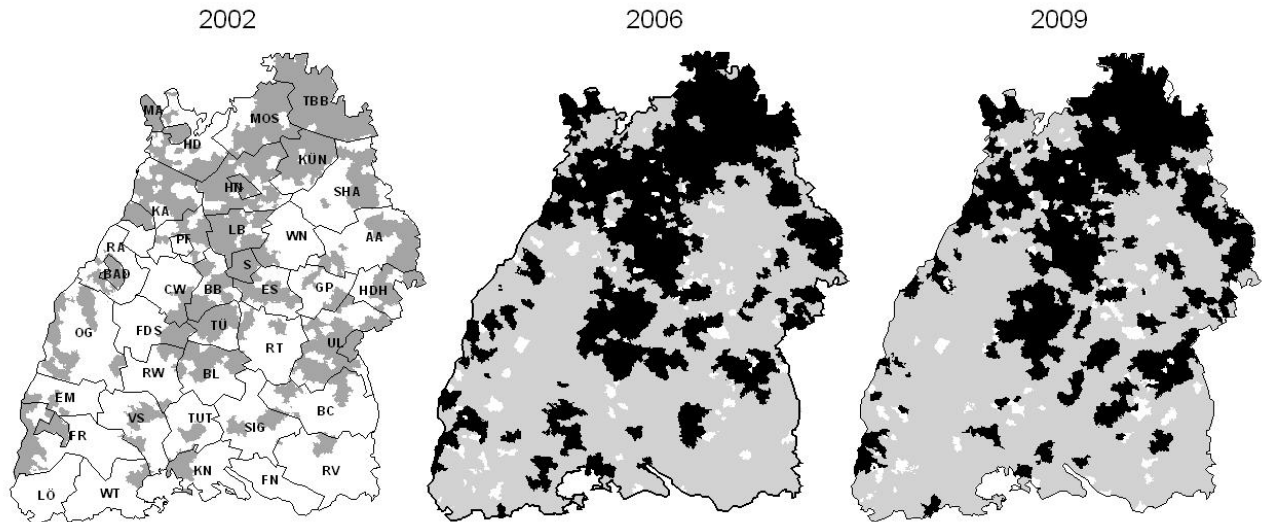 2002 2006 2009
TBB
MA
MOS
HD
KÜN
HN
SHA
KA
LB
PF
WN
AA
RA
S
BAD
CW
BB
ES
GP
HDH
OG
FDS
TÜ
RT
UL
RW
BL
EM
VS
TUT
SIG
BC
FR
KN
RV
FN
LÖ
WT